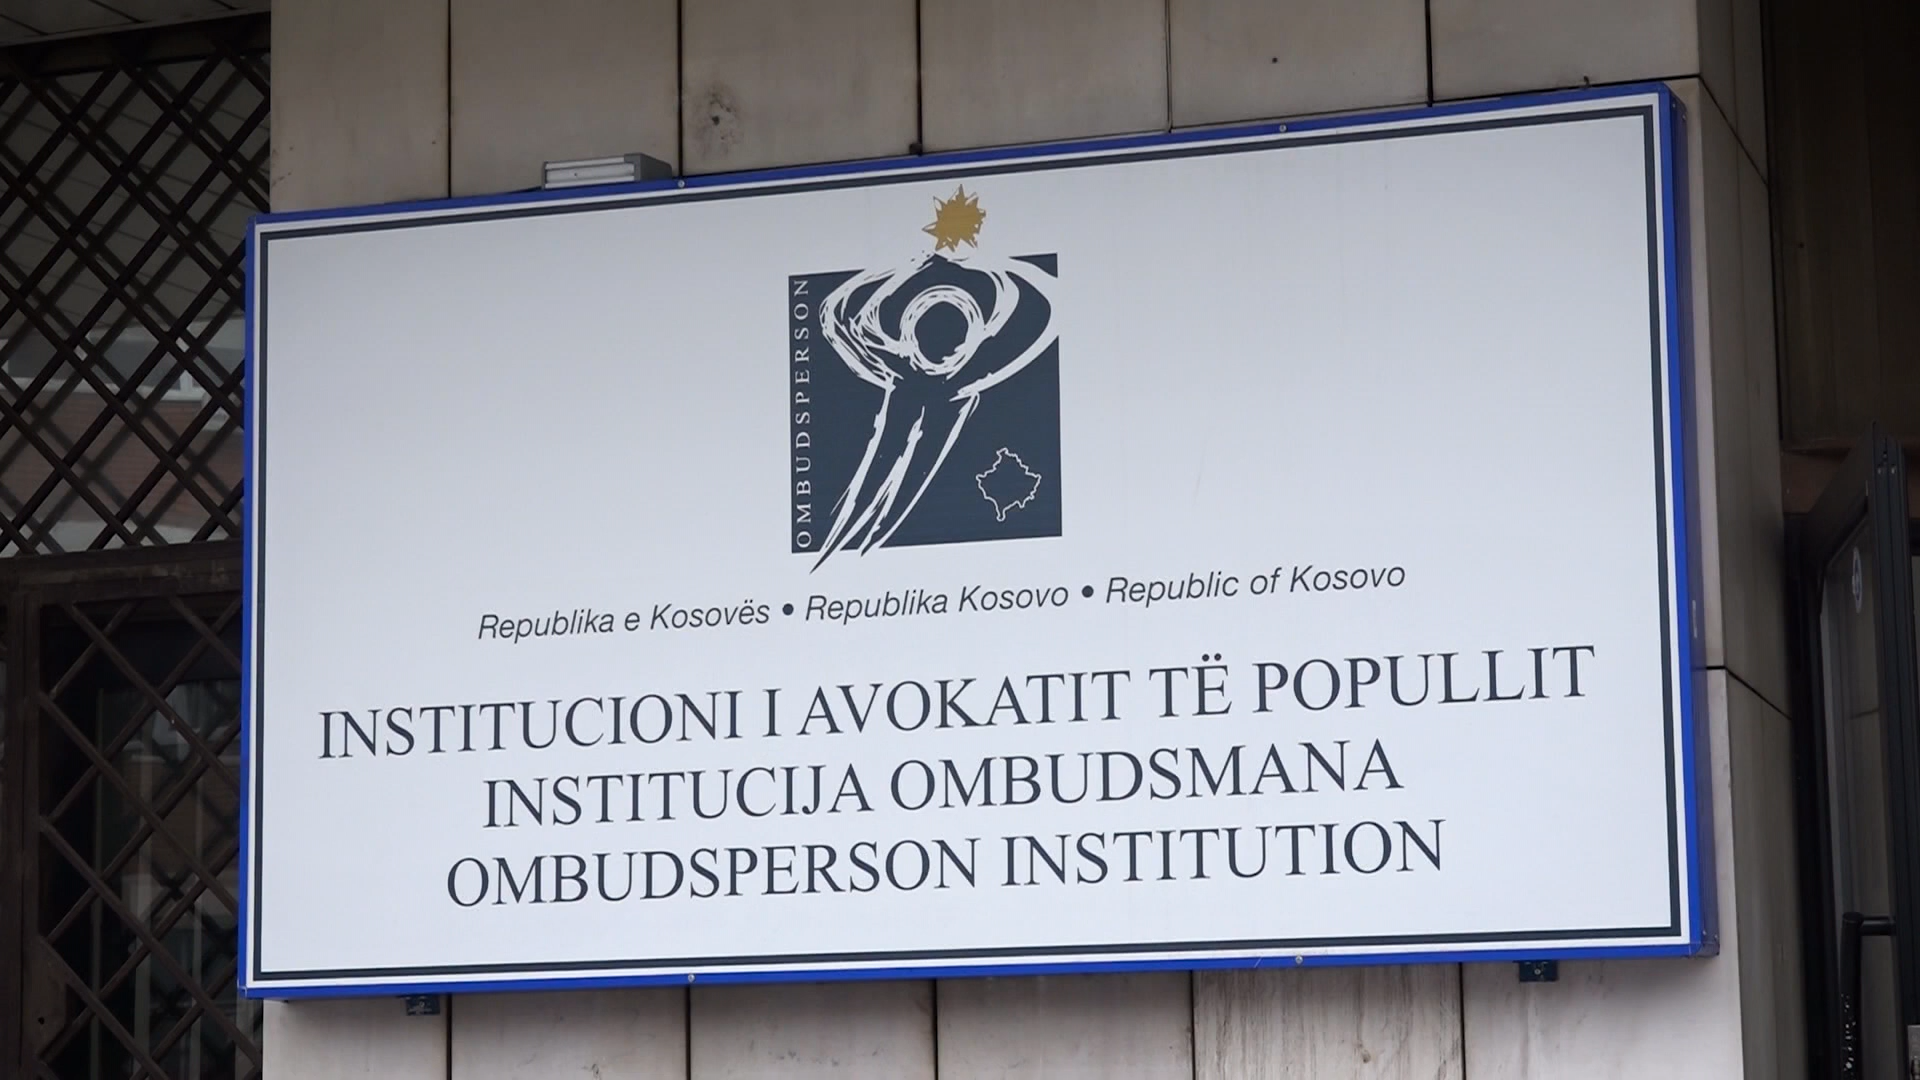 OMBUDSPERSON
Republika e Kosovës • Republika Kosovo • Republic of Kosovo
INSTITUCIONI I AVOKATIT TË POPULLIT
INSTITUCIJA OMBUDSMANA
OMBUDSPERSON INSTITUTION